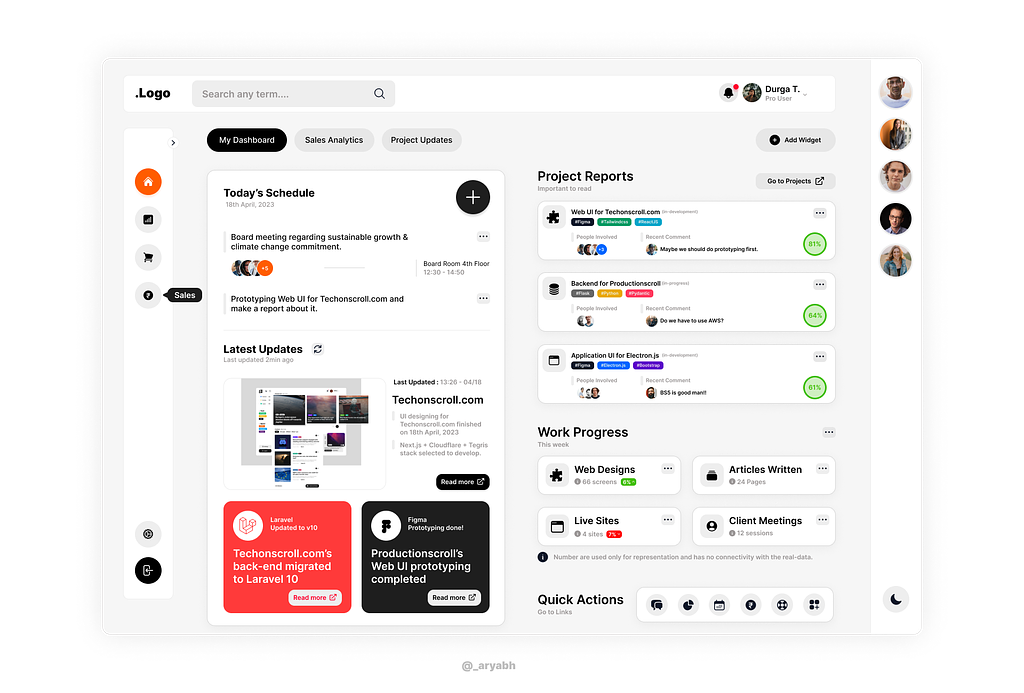 .Logo
Search any term....
Durga T.
Pro User
My Dashboard
Sales Analytics
Project Updates
Add Widget
Sales
Today's Schedule
18th April, 2023
Board meeting regarding sustainable growth &
climate change commitment.
+5
Board Room 4th Floor
12:30 - 14:50
Prototyping Web UI for Techonscroll.com and
make a report about it.
Latest Updates
Last updated 2min ago
Last Updated : 13:26 - 04/18
Techonscroll.com
UI designing for
Techonscroll.com finished
on 18th April, 2023
Next.js + Cloudflare + Tegris
stack selected to develop.
Read more
Laravel
Updated to v10
Techonscroll.com's
back-end migrated
to Laravel 10
Read more
Figma
Prototyping done!
Productionscroll's
Web UI prototyping
completed
Read more
Project Reports
Important to read
Go to Projects
Web UI for Techonscroll.com (in-development)
#Figma #Tailwindcss #ReactJS
People Involved
+3
Recent Comment
Maybe we should do prototyping first.
81%
Backend for Productionscroll (in-progress)
#Flask #Python #Pydantic
People Involved
Recent Comment
Do we have to use AWS?
64%
Application UI for Electron.js (in-development)
#Figma #Electron.js #Bootstrap
People Involved
Recent Comment
BS5 is good man!!
61%
Work Progress
This week
Web Designs
66 screens
Articles Written
24 Pages
Live Sites
4 sites 7%
Client Meetings
12 sessions
Number are used only for representation and has no connectivity with the real-data.
Quick Actions
Go to Links
@_aryabh